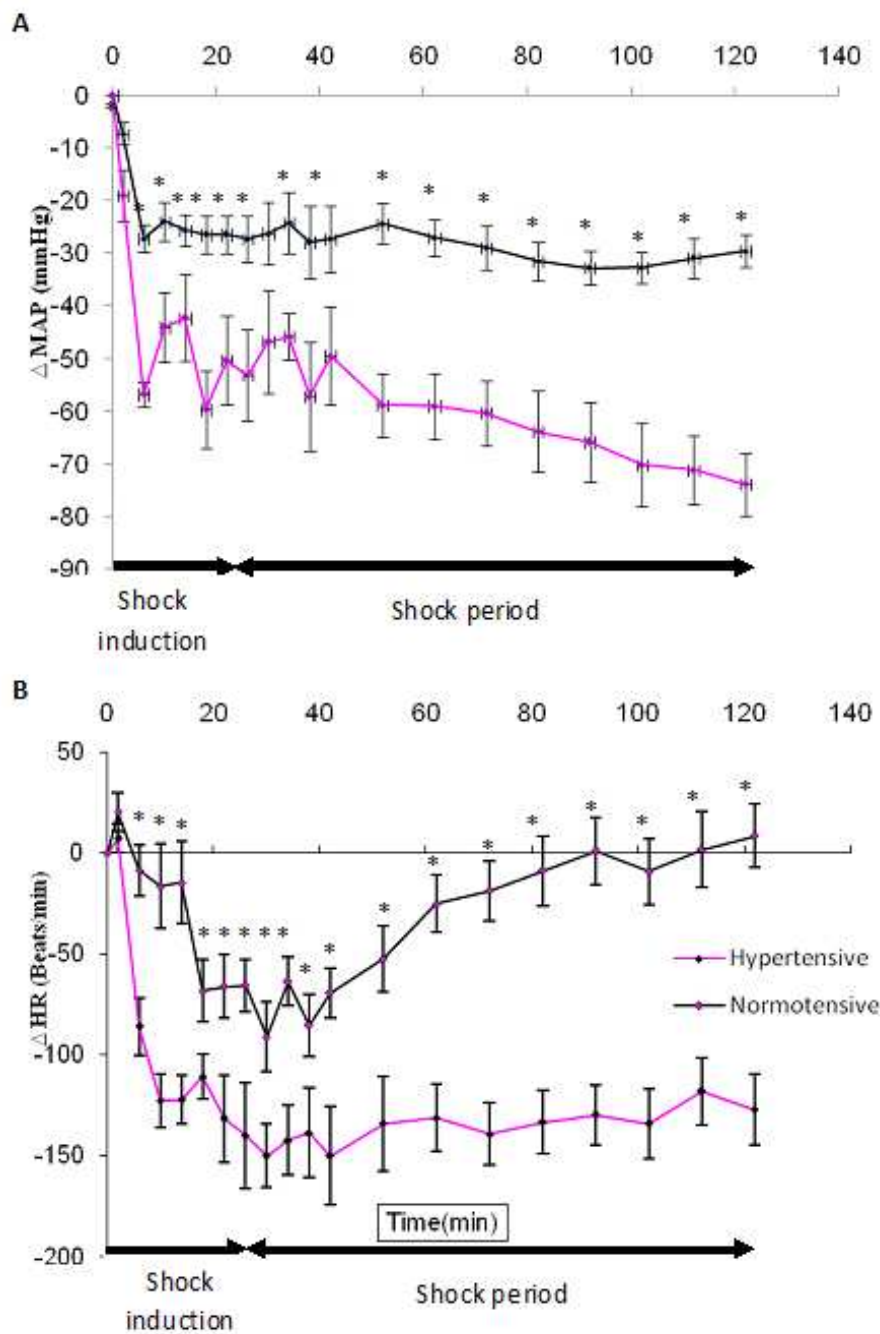 A
0 20 40 60 80 100 120 140
0
-10
-20
-30
-40
-50
-60
-70
-80
-90
△MAP (mmHg)
* * * * * * * * * * * * * * * *
Shock
induction
Shock period
B
0 20 40 60 80 100 120 140
50
0
-50
-100
-150
-200
△HR (Beats/min)
* * * * * * * * * * * * * * * * * *
Hypertensive
Normotensive
Time(min)
Shock
induction
Shock period